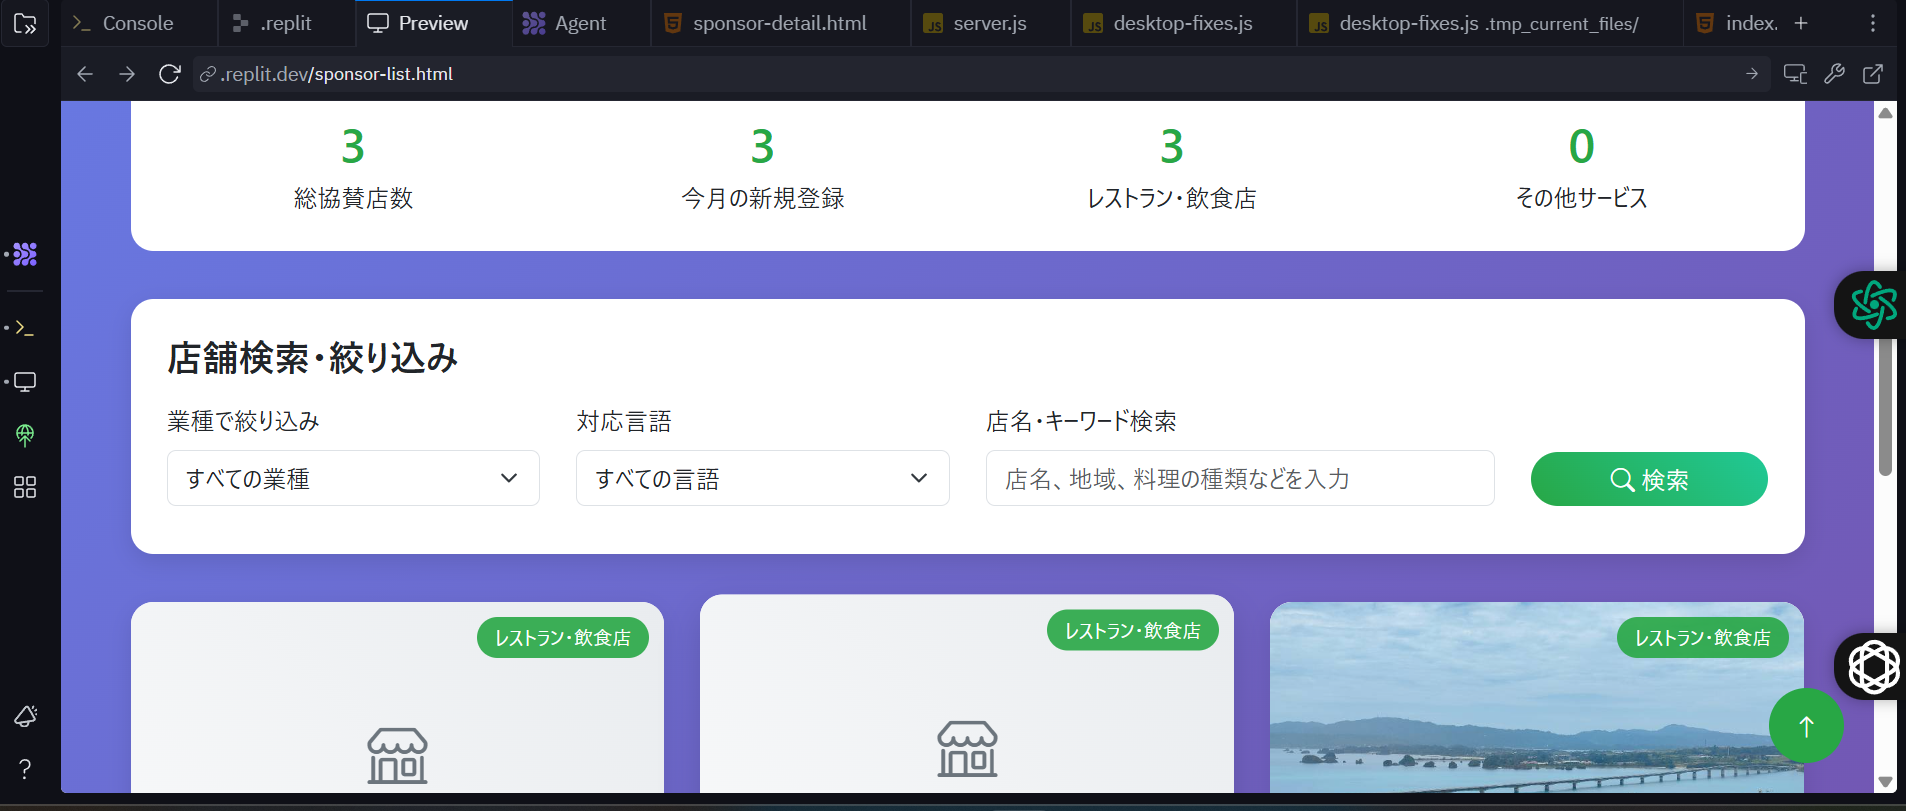 Console
.replit
Preview
Agent
sponsor-detail.html
server.js
desktop-fixes.js
desktop-fixes.js .tmp_current_files/
index.
.replit.dev/sponsor-list.html
3
総協賛店数
3
今月の新規登録
3
レストラン・飲食店
0
その他サービス
店舗検索・絞り込み
業種で絞り込み
すべての業種
対応言語
すべての言語
店名・キーワード検索
店名、地域、料理の種類などを入力
検索
レストラン・飲食店
レストラン・飲食店
レストラン・飲食店